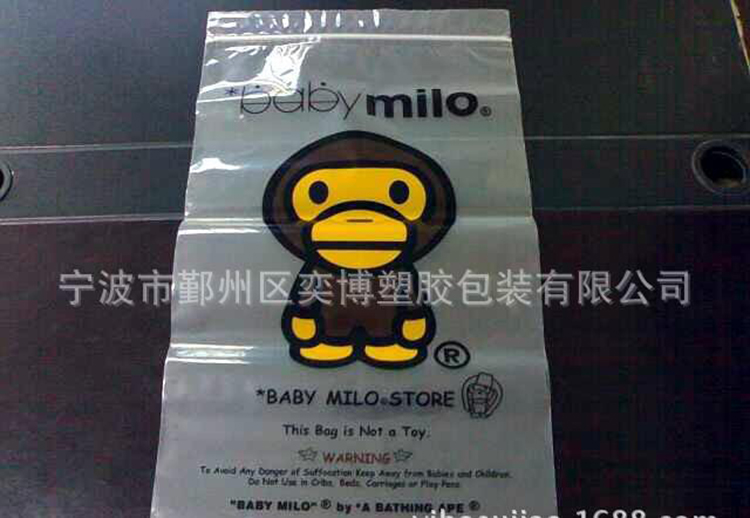 *baby milo®
宁波市鄞州区奕博塑胶包装有限公司
®
*BABY MILO®STORE
This Bag is Not a Toy.
WARNING
To Avoid Any Danger of Suffocation Keep Away from Babies and Children.
Do Not Use in Cribs, Beds, Carriages or Play Pens.
"BABY MILO"® by "A BATHING APE®